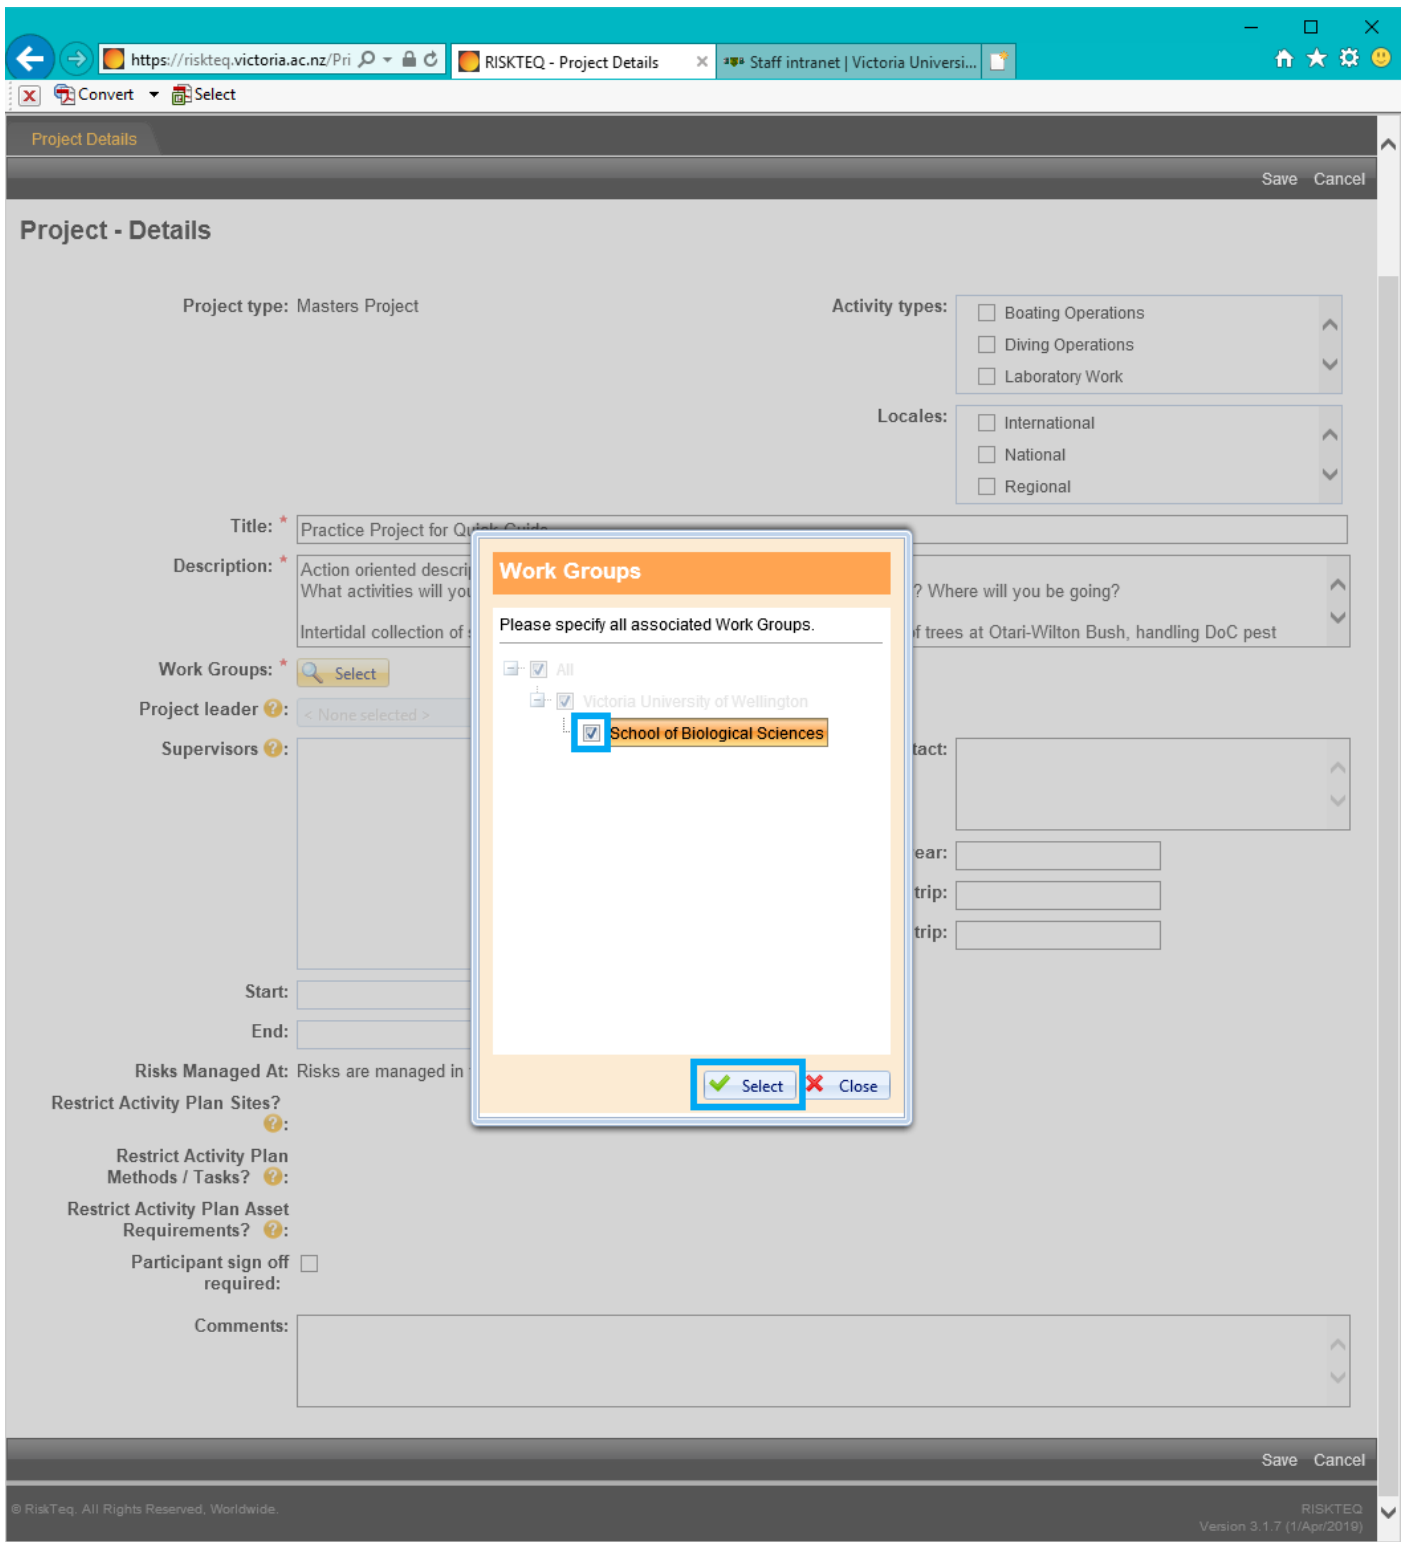 https://riskteq.victoria.ac.nz/Pri
RISKTEQ - Project Details
Staff intranet | Victoria Universi...
Convert
Select
Project Details
Save Cancel
Project - Details
Project type: Masters Project
Activity types:
Boating Operations
Diving Operations
Laboratory Work
Locales:
International
National
Regional
Title: * Practice Project for Quick Guide
Description: * Action oriented descrip
What activities will you ? Where will you be going?
Intertidal collection of s f trees at Otari-Wilton Bush, handling DoC pest
Work Groups: * Select
Project leader ?: < None selected >
Supervisors ?:
tact:
ear:
trip:
trip:
Work Groups
Please specify all associated Work Groups.
All
Victoria University of Wellington
School of Biological Sciences
Select Close
Start:
End:
Risks Managed At: Risks are managed in
Restrict Activity Plan Sites?
?:
Restrict Activity Plan
Methods / Tasks? ?:
Restrict Activity Plan Asset
Requirements? ?:
Participant sign off
required:
Comments:
Save Cancel
© RiskTeq. All Rights Reserved, Worldwide.
RISKTEQ
Version 3.1.7 (1/Apr/2019)